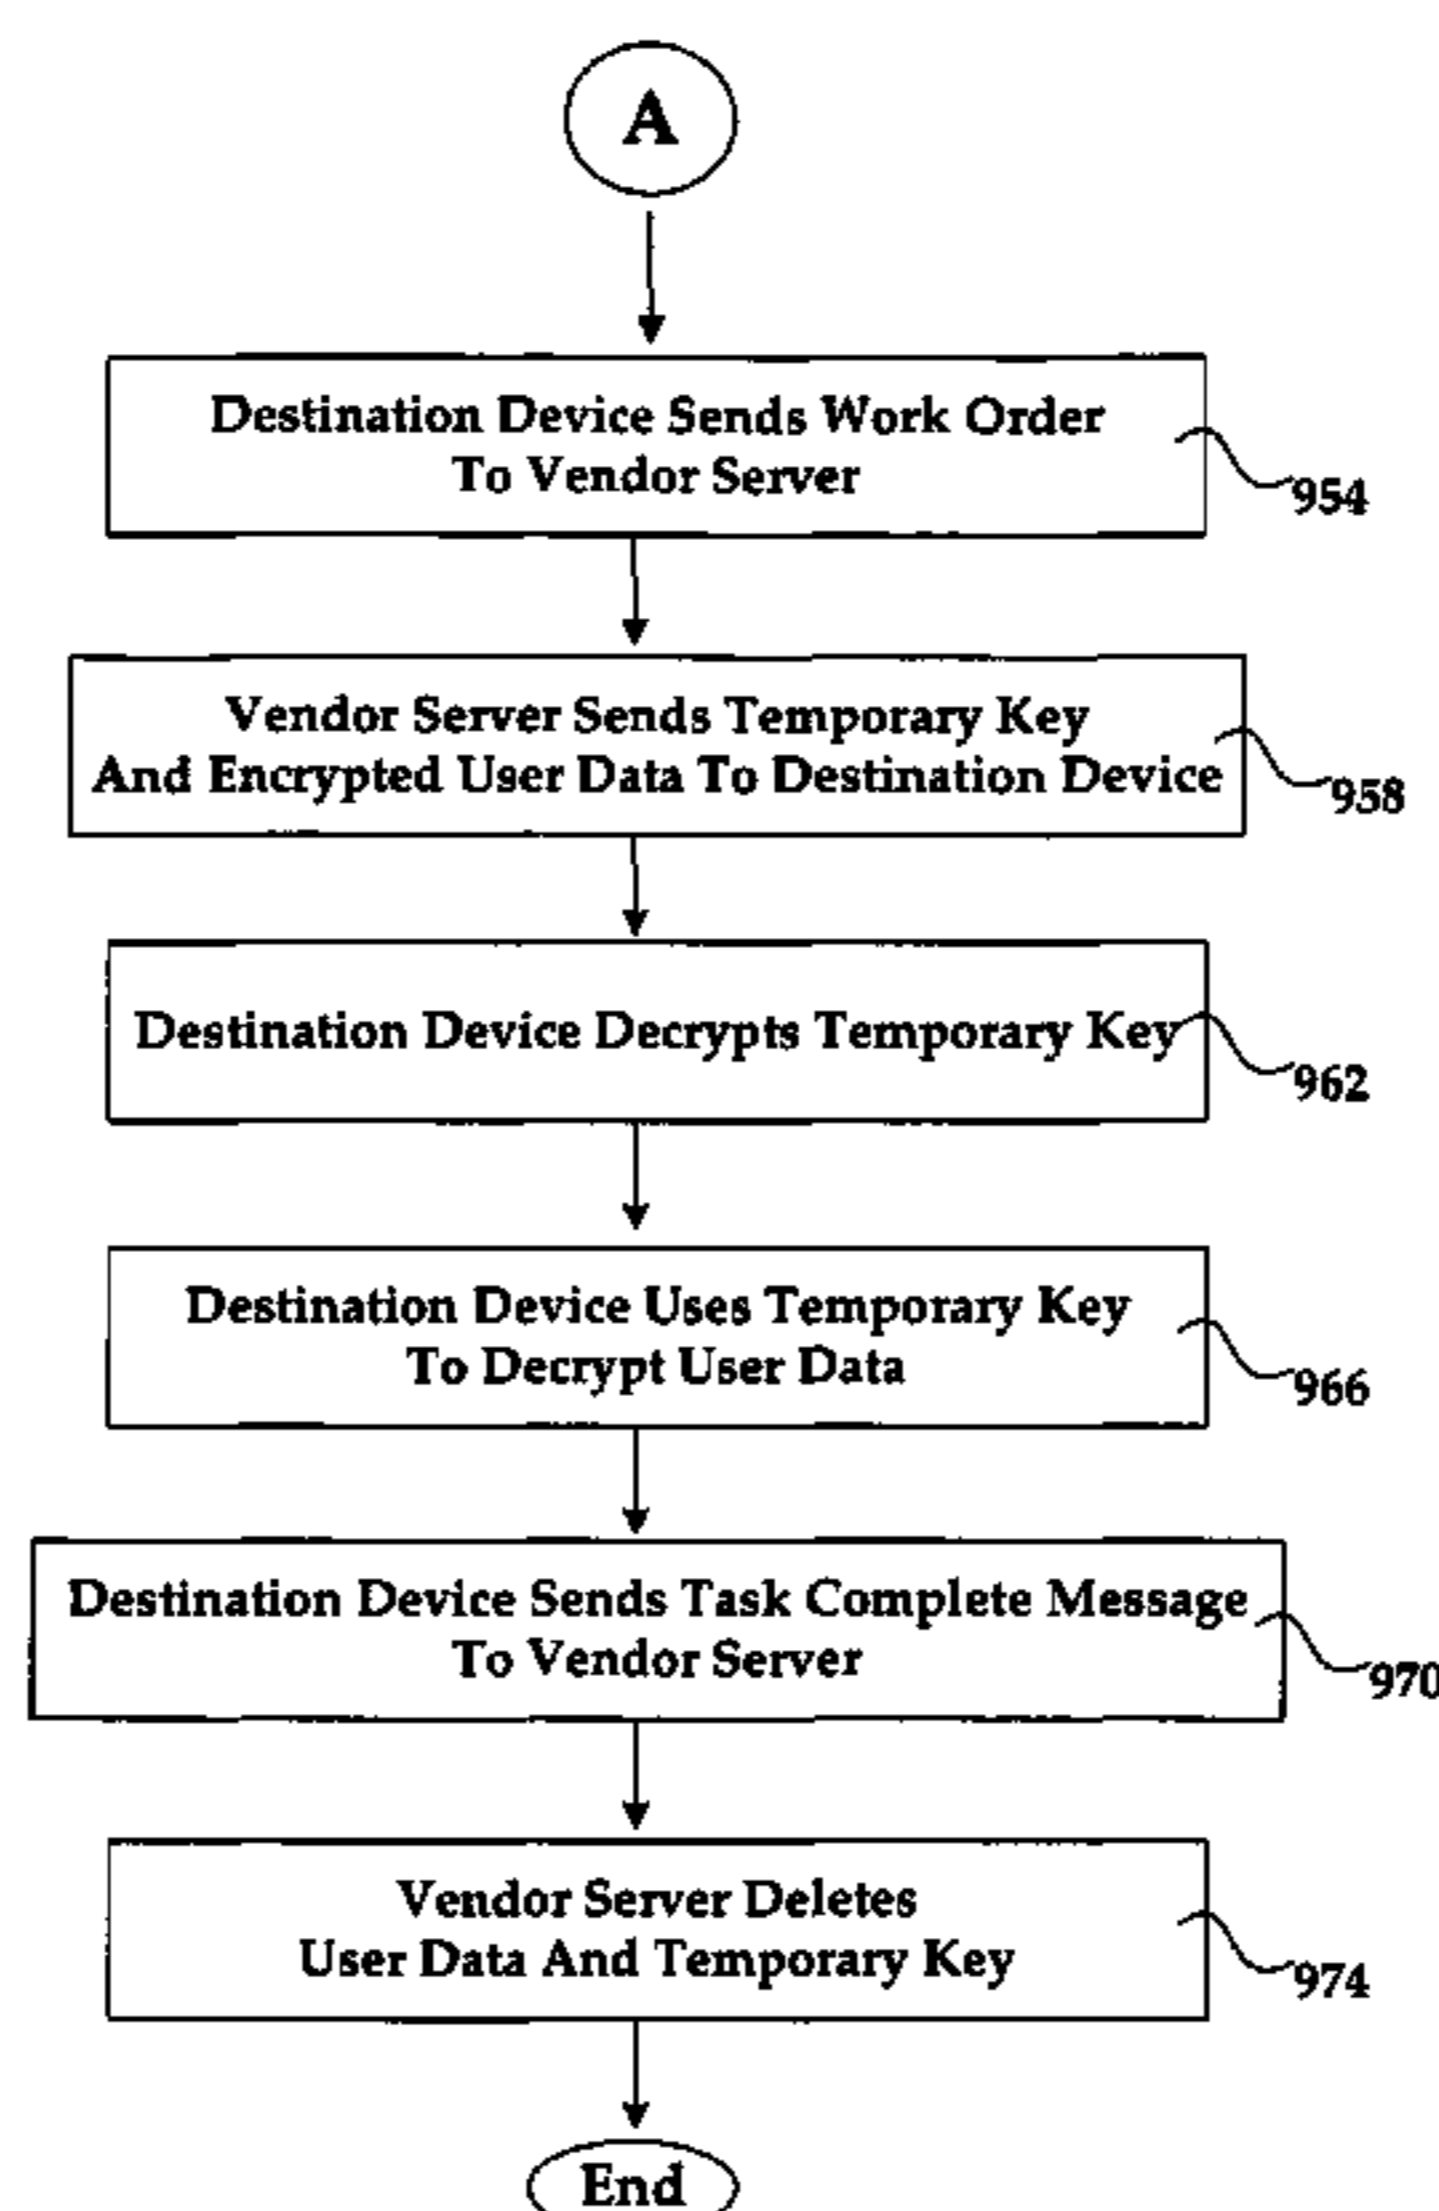 A
Destination Device Sends Work Order
To Vendor Server
954
Vendor Server Sends Temporary Key
And Encrypted User Data To Destination Device
958
Destination Device Decrypts Temporary Key
962
Destination Device Uses Temporary Key
To Decrypt User Data
966
Destination Device Sends Task Complete Message
To Vendor Server
970
Vendor Server Deletes
User Data And Temporary Key
974
End